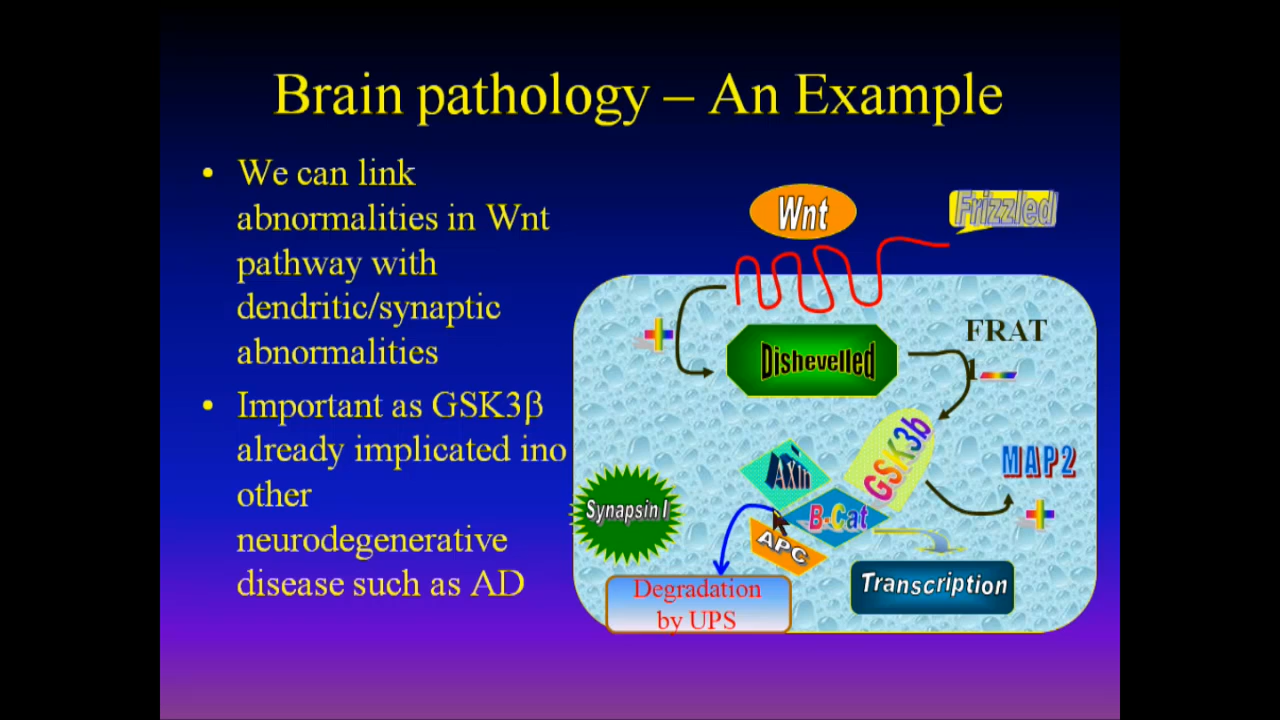 Brain pathology – An Example
• We can link
abnormalities in Wnt
pathway with
dendritic/synaptic
abnormalities
• Important as GSK3β
already implicated ino
other
neurodegenerative
disease such as AD
Wnt
Frizzled
Dishevelled
FRAT
1
GSK3b
Axin
MAP2
B-Cat
Synapsin I
APC
Transcription
Degradation
by UPS